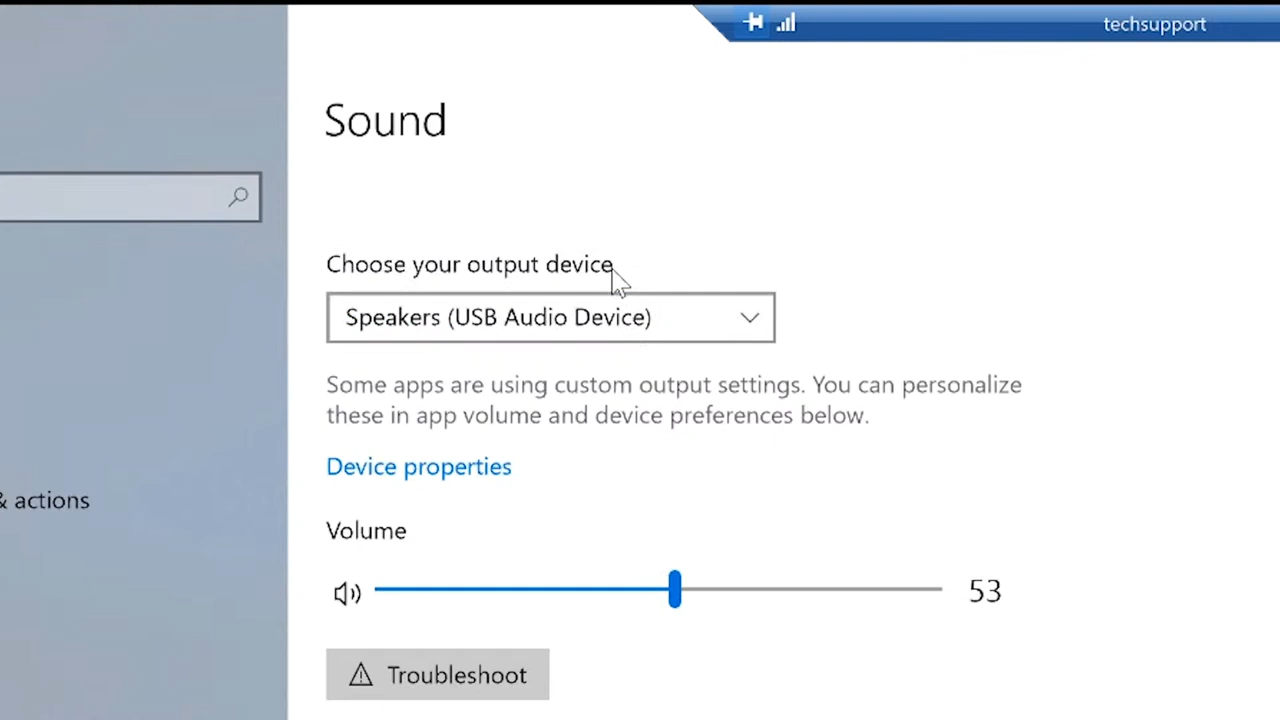 techsupport
Sound
Choose your output device
Speakers (USB Audio Device)
Some apps are using custom output settings. You can personalize
these in app volume and device preferences below.
Device properties
& actions
Volume
53
Troubleshoot